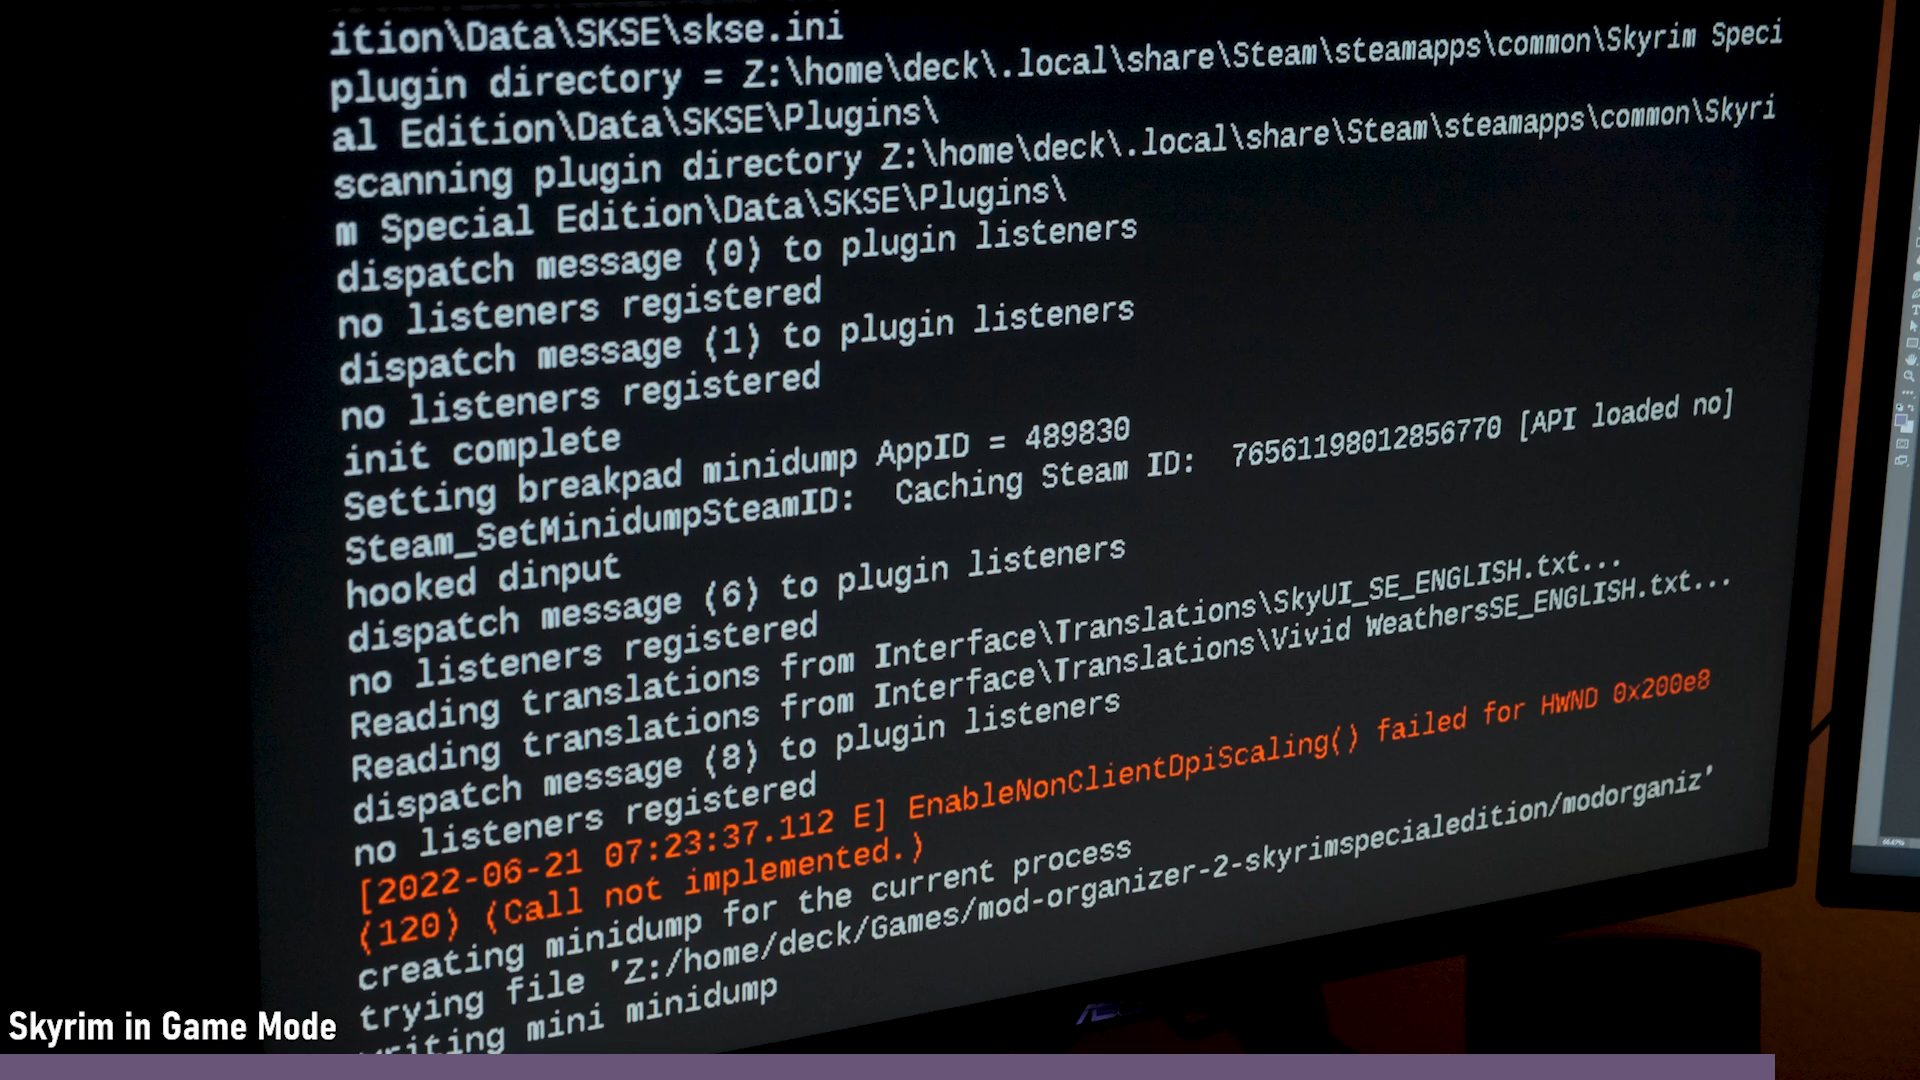 ition\Data\SKSE\skse.ini
plugin directory = Z:\home\deck\.local\share\Steam\steamapps\common\Skyrim Speci
al Edition\Data\SKSE\Plugins\
scanning plugin directory Z:\home\deck\.local\share\Steam\steamapps\common\Skyri
m Special Edition\Data\SKSE\Plugins\
dispatch message (0) to plugin listeners
no listeners registered
dispatch message (1) to plugin listeners
no listeners registered
init complete
Setting breakpad minidump AppID = 489830
Steam_SetMinidumpSteamID:  Caching Steam ID:  76561198012856770 [API loaded no]
hooked dinput
dispatch message (6) to plugin listeners
no listeners registered
Reading translations from Interface\Translations\SkyUI_SE_ENGLISH.txt...
Reading translations from Interface\Translations\Vivid WeathersSE_ENGLISH.txt...
dispatch message (8) to plugin listeners
no listeners registered
[2022-06-21 07:23:37.112 E] EnableNonClientDpiScaling() failed for HWND 0x200e8
(120) (Call not implemented.)
creating minidump for the current process
trying file 'Z:/home/deck/Games/mod-organizer-2-skyrimspecialedition/modorganiz'
writing mini minidump
Skyrim in Game Mode